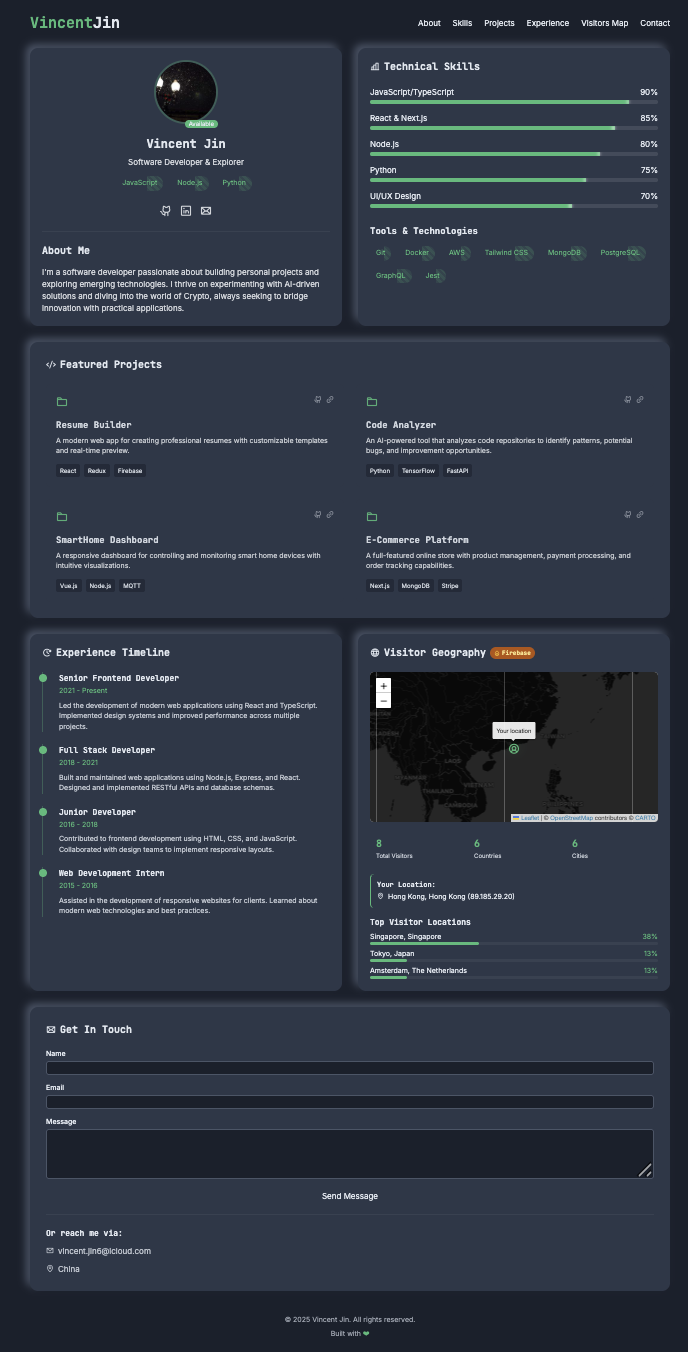 VincentJin
About Skills Projects Experience Visitors Map Contact
Available
Vincent Jin
Software Developer & Explorer
JavaScript Node.js Python
About Me
I'm a software developer passionate about building personal projects and
exploring emerging technologies. I thrive on experimenting with AI-driven
solutions and diving into the world of Crypto, always seeking to bridge
innovation with practical applications.
Technical Skills
JavaScript/TypeScript 90%
React & Next.js 85%
Node.js 80%
Python 75%
UI/UX Design 70%
Tools & Technologies
Git Docker AWS Tailwind CSS MongoDB PostgreSQL
GraphQL Jest
Featured Projects
Resume Builder
A modern web app for creating professional resumes with customizable templates
and real-time preview.
React Redux Firebase
Code Analyzer
An AI-powered tool that analyzes code repositories to identify patterns, potential
bugs, and improvement opportunities.
Python TensorFlow FastAPI
SmartHome Dashboard
A responsive dashboard for controlling and monitoring smart home devices with
intuitive visualizations.
Vue.js Node.js MQTT
E-Commerce Platform
A full-featured online store with product management, payment processing, and
order tracking capabilities.
Next.js MongoDB Stripe
Experience Timeline
Senior Frontend Developer
2021 - Present
Led the development of modern web applications using React and TypeScript.
Implemented design systems and improved performance across multiple
projects.
Full Stack Developer
2018 - 2021
Built and maintained web applications using Node.js, Express, and React.
Designed and implemented RESTful APIs and database schemas.
Junior Developer
2016 - 2018
Contributed to frontend development using HTML, CSS, and JavaScript.
Collaborated with design teams to implement responsive layouts.
Web Development Intern
2015 - 2016
Assisted in the development of responsive websites for clients. Learned about
modern web technologies and best practices.
Visitor Geography Firebase
+
−
Your location
LAOS
THAILAND
VIETNAM
CAMBODIA
Leaflet | © OpenStreetMap contributors © CARTO
8 6 6
Total Visitors Countries Cities
Your Location:
Hong Kong, Hong Kong (89.185.29.20)
Top Visitor Locations
Singapore, Singapore 38%
Tokyo, Japan 13%
Amsterdam, The Netherlands 13%
Get In Touch
Name
Email
Message
Send Message
Or reach me via:
vincent.jin6@icloud.com
China
© 2025 Vincent Jin. All rights reserved.
Built with ❤